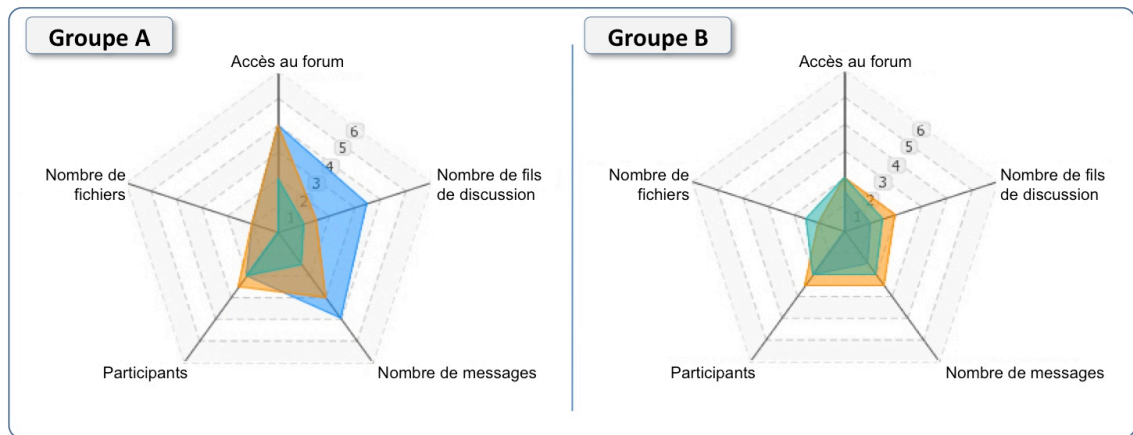 Groupe A
Accès au forum
6
5
4
3
2
1
Nombre de fils
de discussion
Nombre de
fichiers
Participants
Nombre de messages
Groupe B
Accès au forum
6
5
4
3
2
1
Nombre de fils
de discussion
Nombre de
fichiers
Participants
Nombre de messages